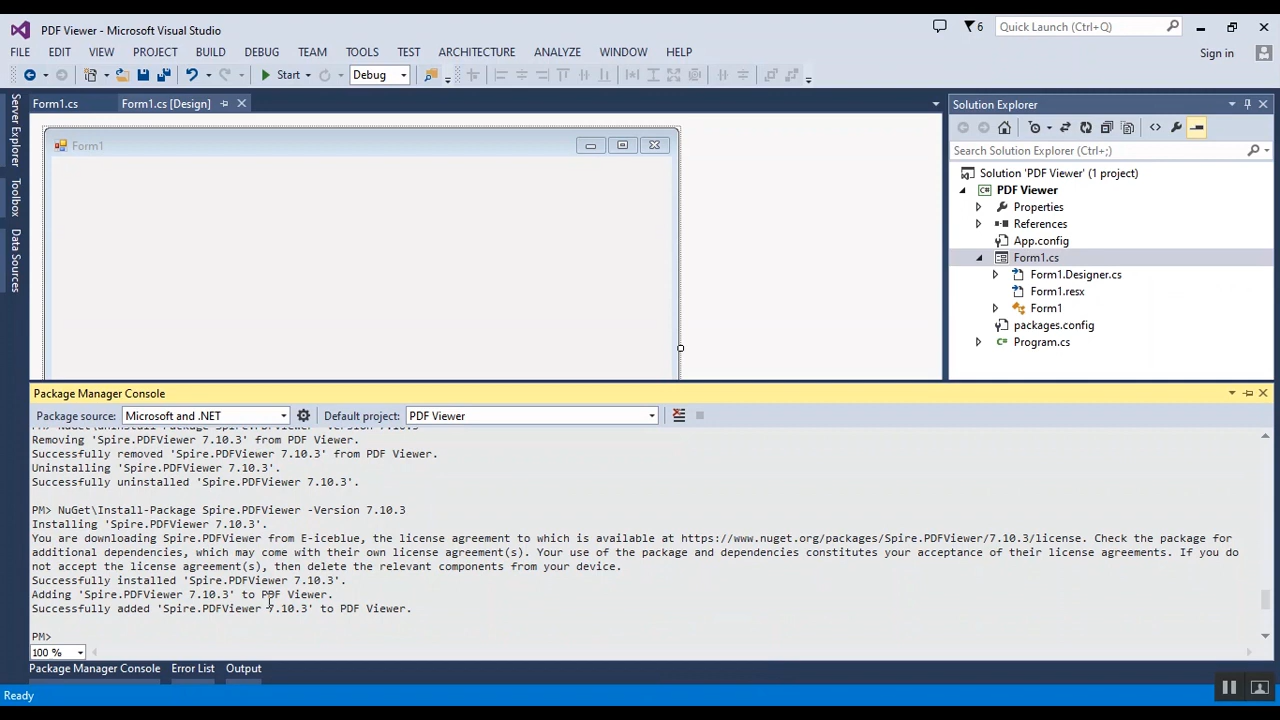 PDF Viewer - Microsoft Visual Studio
6
Quick Launch (Ctrl+Q)
FILE EDIT VIEW PROJECT BUILD DEBUG TEAM TOOLS TEST ARCHITECTURE ANALYZE WINDOW HELP
Sign in
Start Debug
Server Explorer
Toolbox
Data Sources
Form1.cs Form1.cs [Design]
Form1
Solution Explorer
Search Solution Explorer (Ctrl+;)
Solution 'PDF Viewer' (1 project)
PDF Viewer
Properties
References
App.config
Form1.cs
Form1.Designer.cs
Form1.resx
Form1
packages.config
Program.cs
Package Manager Console
Package source: Microsoft and .NET Default project: PDF Viewer
PM> NuGet\Uninstall-Package Spire.PDFViewer -Version 7.10.3
Removing 'Spire.PDFViewer 7.10.3' from PDF Viewer.
Successfully removed 'Spire.PDFViewer 7.10.3' from PDF Viewer.
Uninstalling 'Spire.PDFViewer 7.10.3'.
Successfully uninstalled 'Spire.PDFViewer 7.10.3'.
PM> NuGet\Install-Package Spire.PDFViewer -Version 7.10.3
Installing 'Spire.PDFViewer 7.10.3'.
You are downloading Spire.PDFViewer from E-iceblue, the license agreement to which is available at https://www.nuget.org/packages/Spire.PDFViewer/7.10.3/license. Check the package for
additional dependencies, which may come with their own license agreement(s). Your use of the package and dependencies constitutes your acceptance of their license agreements. If you do
not accept the license agreement(s), then delete the relevant components from your device.
Successfully installed 'Spire.PDFViewer 7.10.3'.
Adding 'Spire.PDFViewer 7.10.3' to PDF Viewer.
Successfully added 'Spire.PDFViewer 7.10.3' to PDF Viewer.
PM>
100 %
Package Manager Console Error List Output
Ready